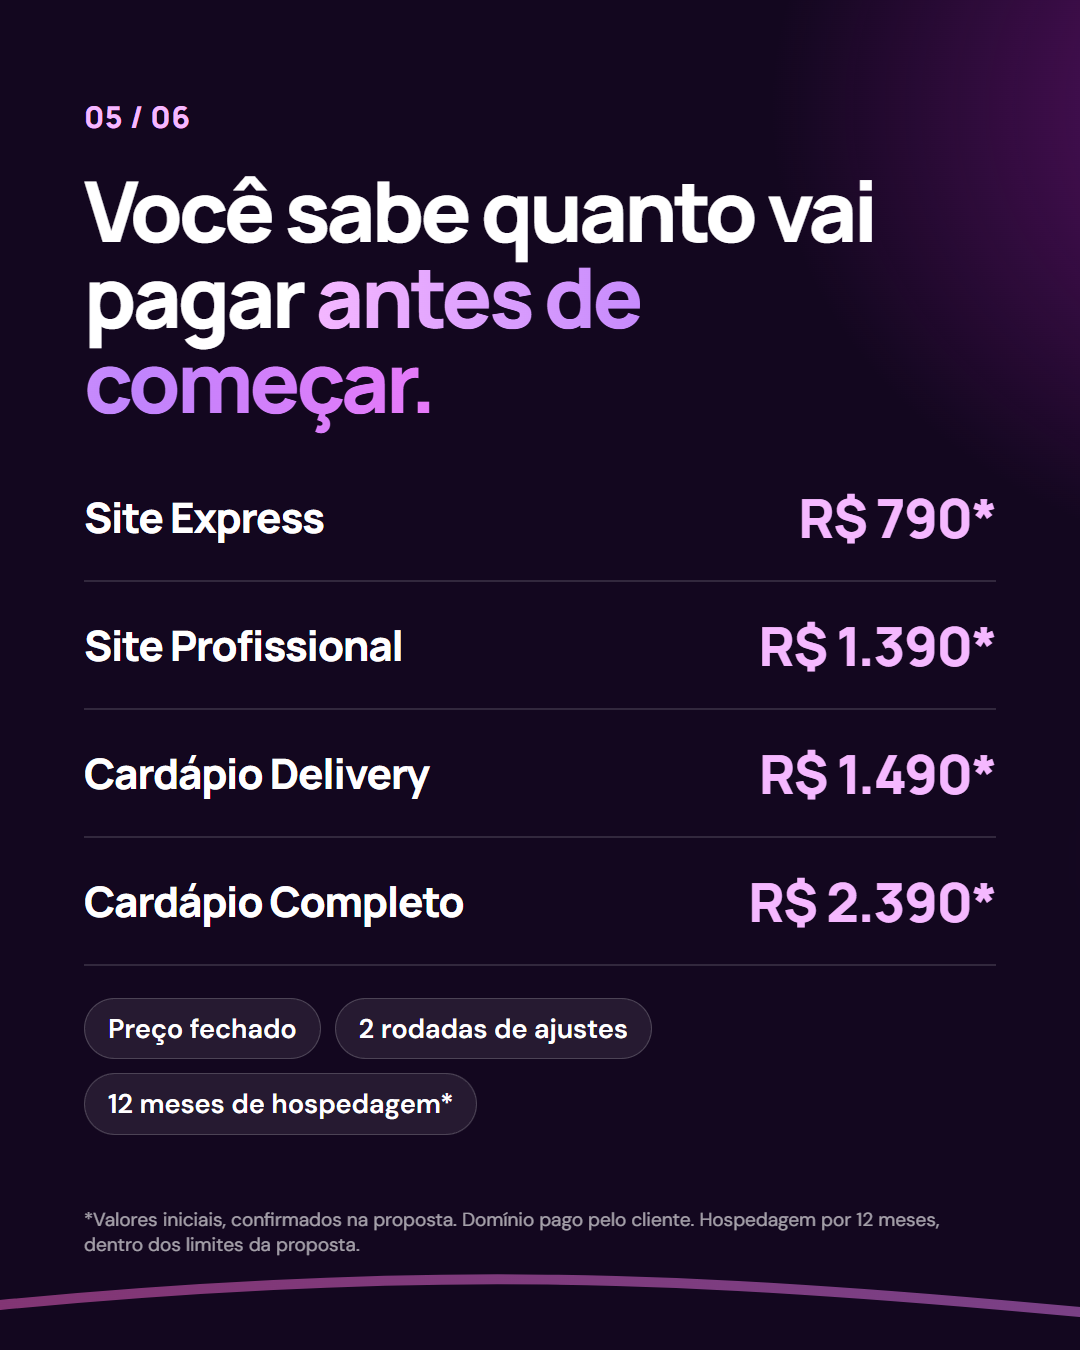 05 / 06
Você sabe quanto vai
pagar antes de
começar.
Site Express R$ 790*
Site Profissional R$ 1.390*
Cardápio Delivery R$ 1.490*
Cardápio Completo R$ 2.390*
Preço fechado 2 rodadas de ajustes
12 meses de hospedagem*
*Valores iniciais, confirmados na proposta. Domínio pago pelo cliente. Hospedagem por 12 meses,
dentro dos limites da proposta.